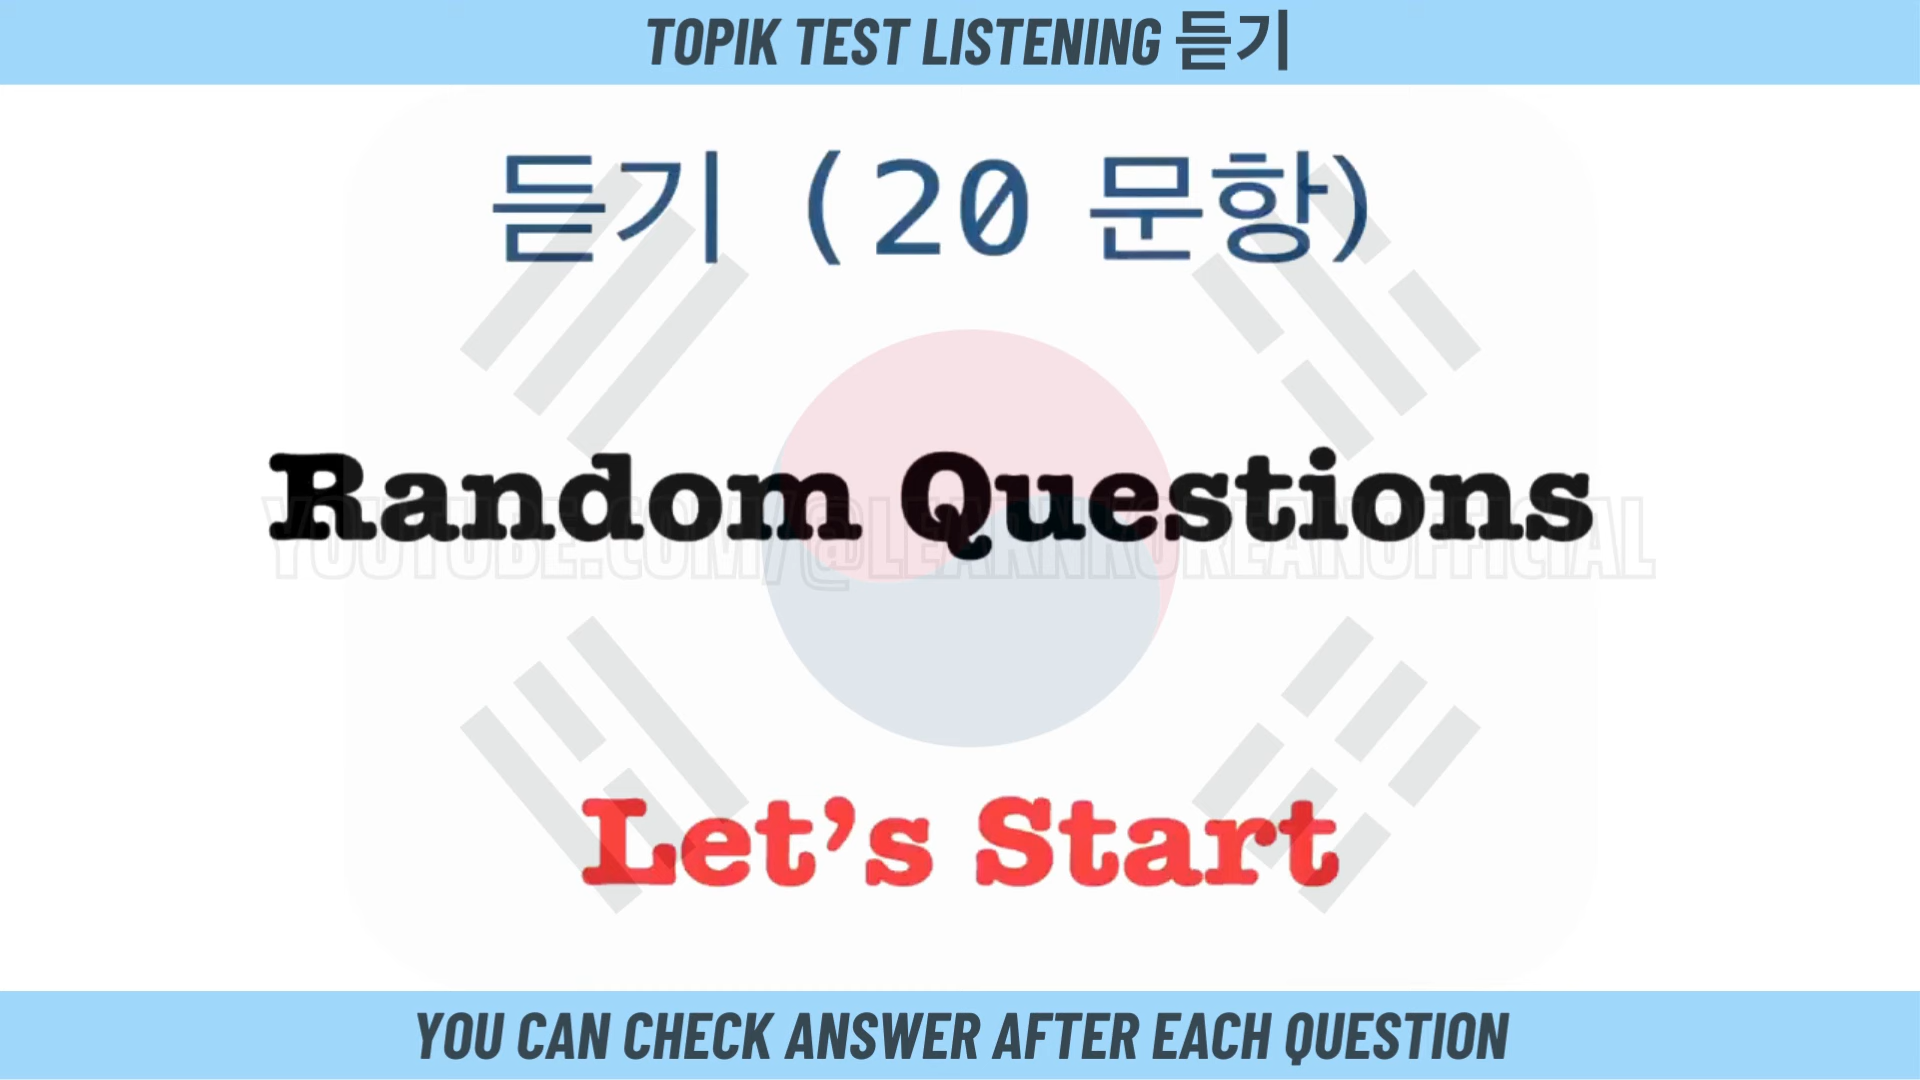 TOPIK TEST LISTENING 듣기
듣기 (20 문항)
Random Questions
YOUTUBE.COM/@LEARNKOREANOFFICIAL
Let's Start
YOU CAN CHECK ANSWER AFTER EACH QUESTION